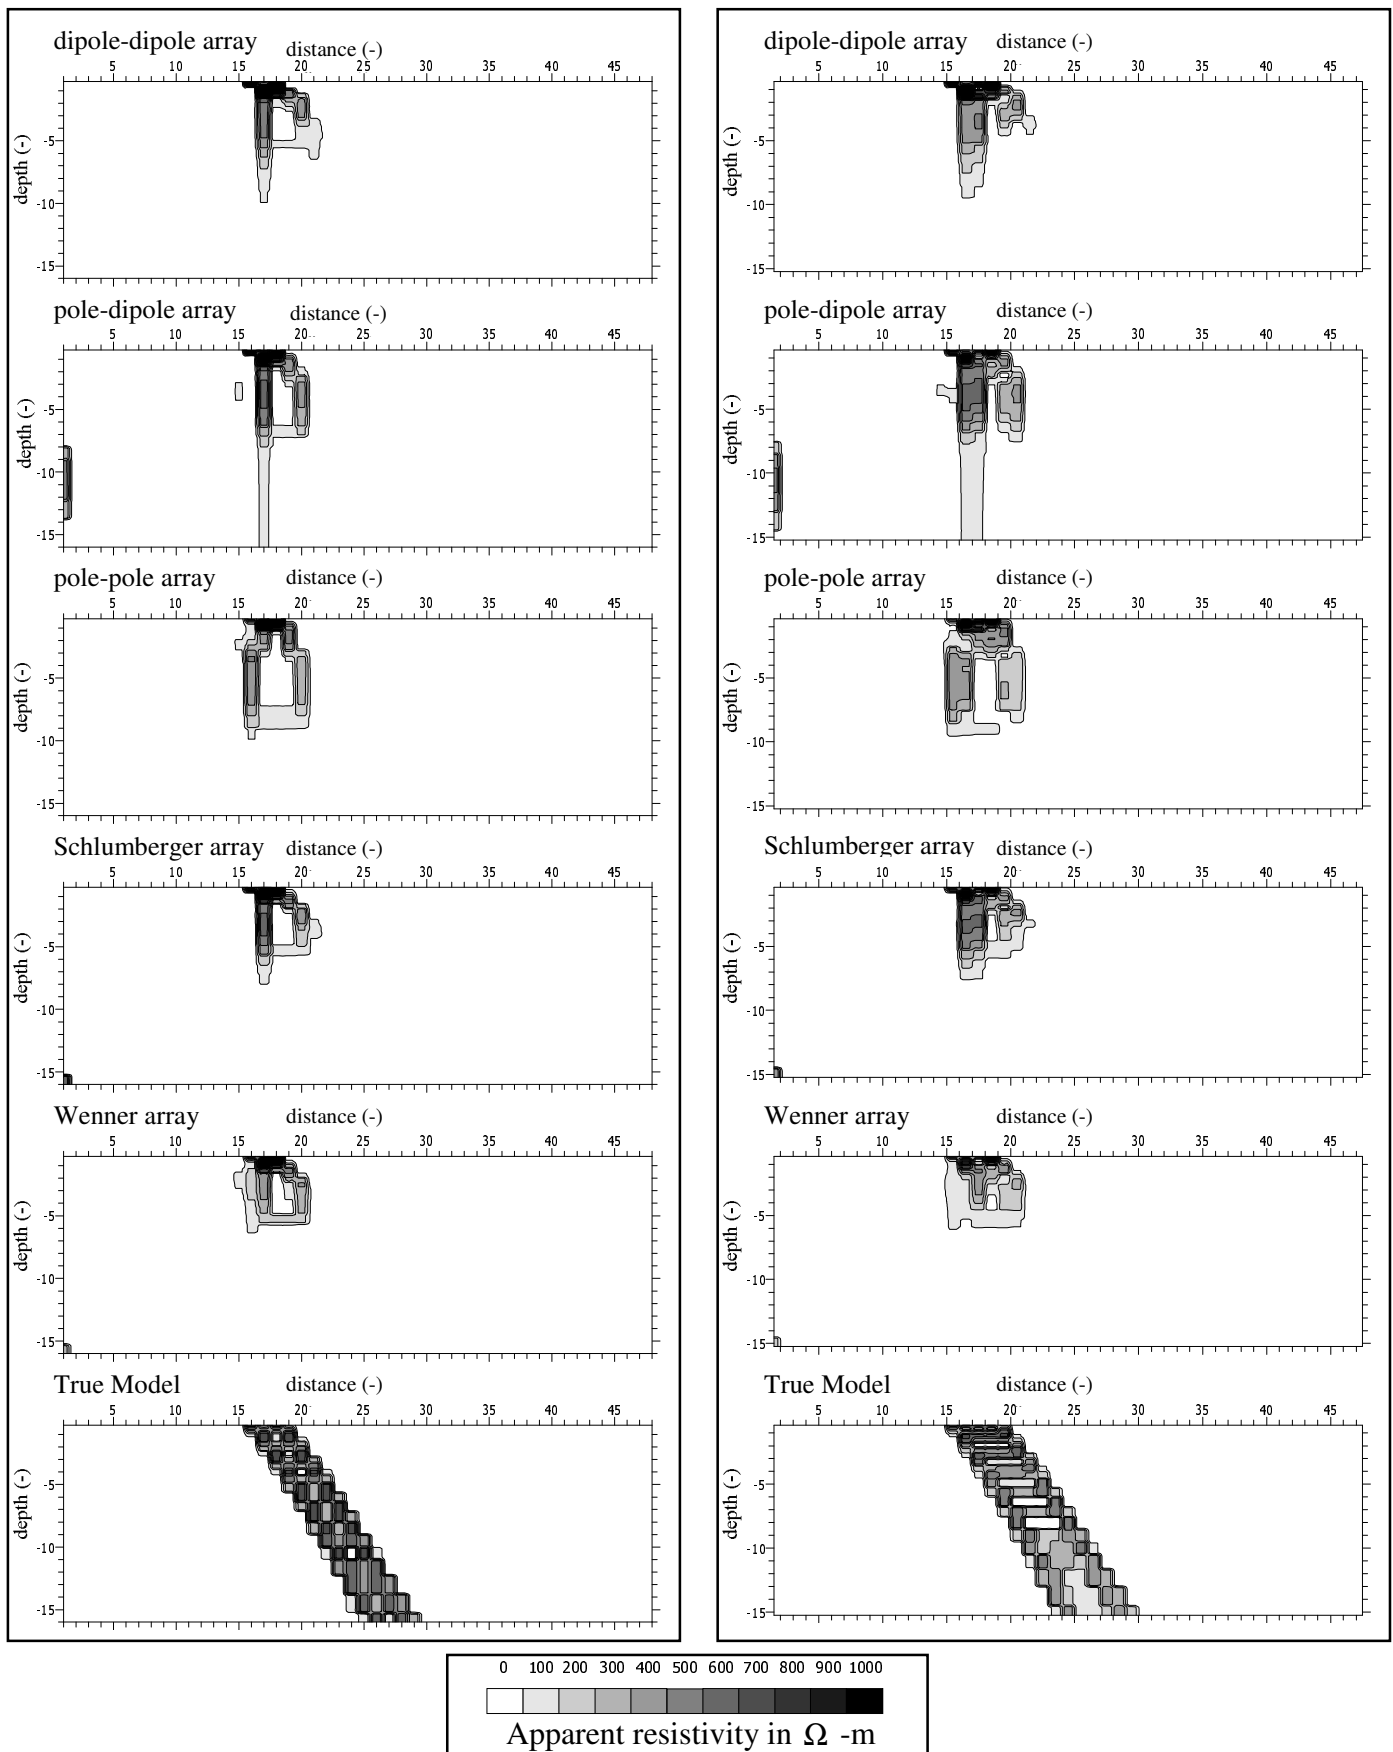 dipole-dipole array distance (-)
5 10 15 20 25 30 35 40 45
depth (-)
-5
-10
-15
pole-dipole array distance (-)
5 10 15 20 25 30 35 40 45
depth (-)
-5
-10
-15
pole-pole array distance (-)
5 10 15 20 25 30 35 40 45
depth (-)
-5
-10
-15
Schlumberger array distance (-)
5 10 15 20 25 30 35 40 45
depth (-)
-5
-10
-15
Wenner array distance (-)
5 10 15 20 25 30 35 40 45
depth (-)
-5
-10
-15
True Model distance (-)
5 10 15 20 25 30 35 40 45
depth (-)
-5
-10
-15
dipole-dipole array distance (-)
5 10 15 20 25 30 35 40 45
depth (-)
-5
-10
-15
pole-dipole array distance (-)
5 10 15 20 25 30 35 40 45
depth (-)
-5
-10
-15
pole-pole array distance (-)
5 10 15 20 25 30 35 40 45
depth (-)
-5
-10
-15
Schlumberger array distance (-)
5 10 15 20 25 30 35 40 45
depth (-)
-5
-10
-15
Wenner array distance (-)
5 10 15 20 25 30 35 40 45
depth (-)
-5
-10
-15
True Model distance (-)
5 10 15 20 25 30 35 40 45
depth (-)
-5
-10
-15
0 100 200 300 400 500 600 700 800 900 1000
Apparent resistivity in Ω -m